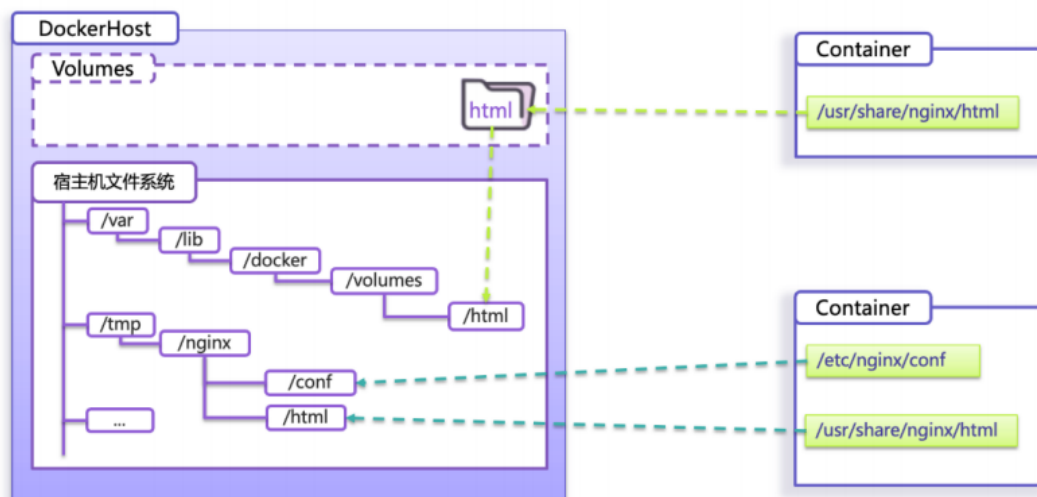 DockerHost
Volumes
html
宿主机文件系统
/var
/lib
/docker
/volumes
/html
/tmp
/nginx
/conf
/html
...
Container
/usr/share/nginx/html
Container
/etc/nginx/conf
/usr/share/nginx/html